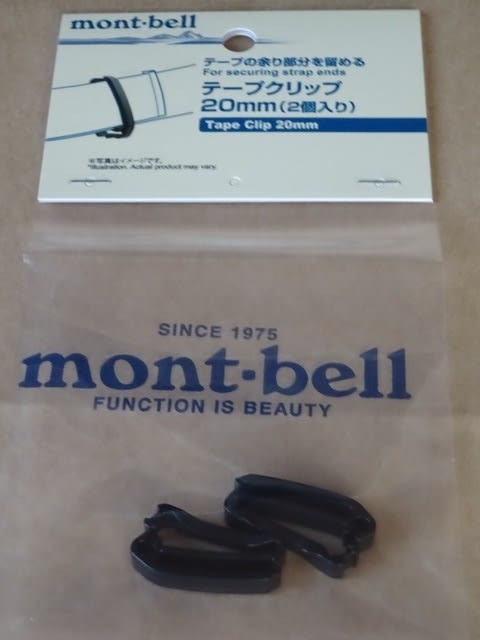 mont-bell
テープの余り部分を留める
For securing strap ends
テープクリップ
20mm(2個入り)
Tape Clip 20mm
※写真はイメージです。
*Illustration. Actual product may vary.
SINCE 1975
mont-bell
FUNCTION IS BEAUTY